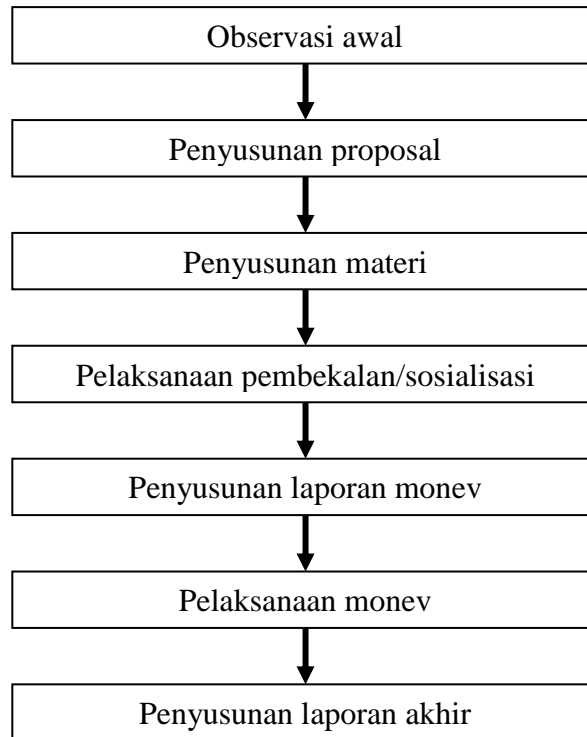 Observasi awal
Penyusunan proposal
Penyusunan materi
Pelaksanaan pembekalan/sosialisasi
Penyusunan laporan monev
Pelaksanaan monev
Penyusunan laporan akhir